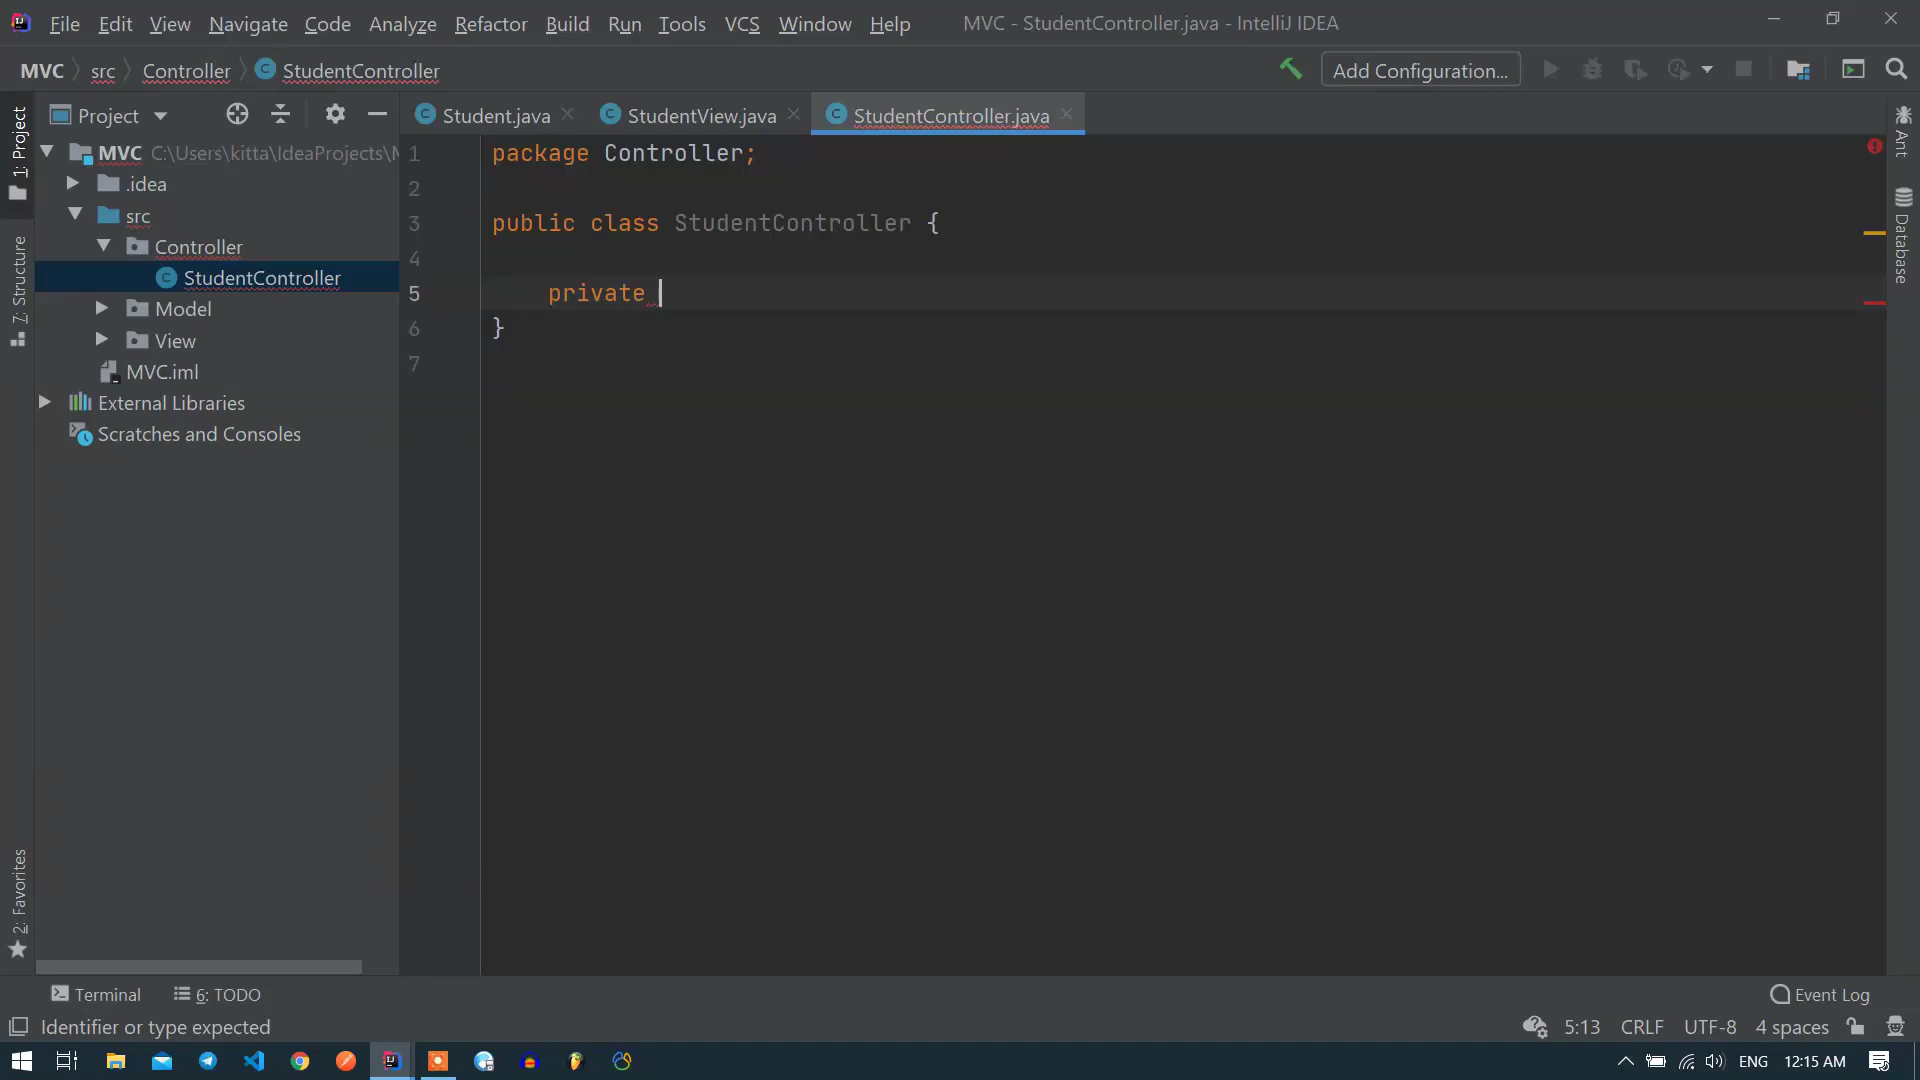 File Edit View Navigate Code Analyze Refactor Build Run Tools VCS Window Help MVC - StudentController.java - IntelliJ IDEA
MVC src Controller StudentController Add Configuration...
1: Project
Project
Student.java StudentView.java StudentController.java
MVC C:\Users\kitta\IdeaProjects\
.idea
src
Controller
StudentController
Model
View
MVC.iml
External Libraries
Scratches and Consoles
7: Structure
2: Favorites
1 package Controller;
2
3 public class StudentController {
4
5 private
6 }
7
Ant
Database
Terminal 6: TODO Event Log
Identifier or type expected 5:13 CRLF UTF-8 4 spaces
ENG 12:15 AM